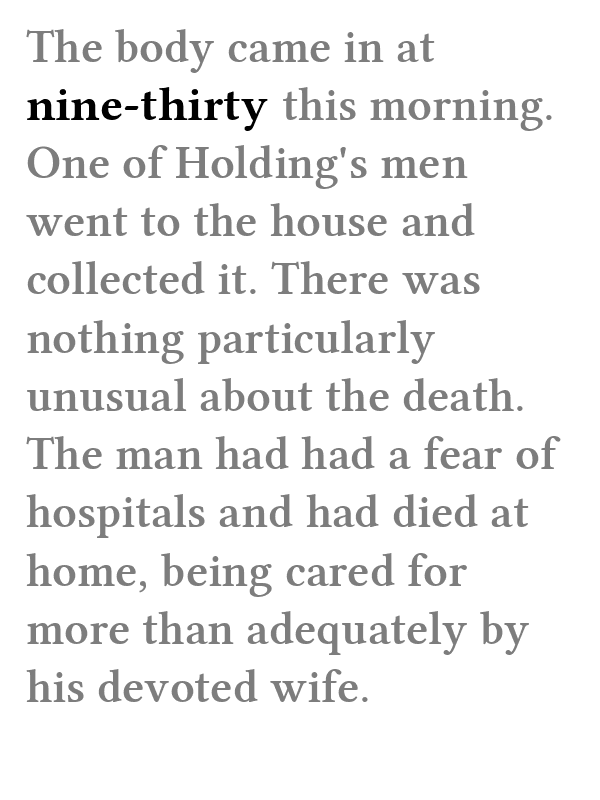 The body came in at
nine-thirty this morning.
One of Holding's men
went to the house and
collected it. There was
nothing particularly
unusual about the death.
The man had had a fear of
hospitals and had died at
home, being cared for
more than adequately by
his devoted wife.